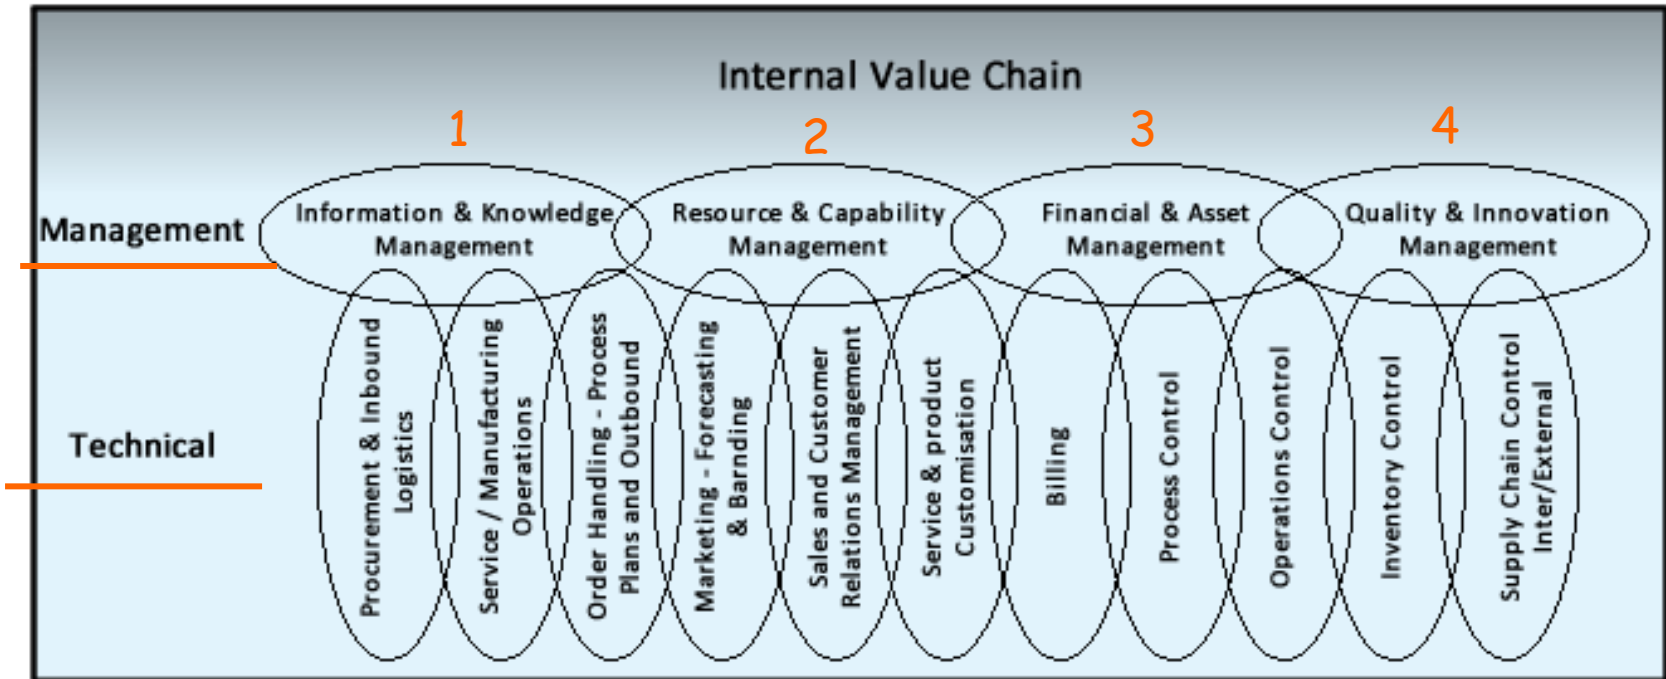 Internal Value Chain
1
2
3
4
Management
Information & Knowledge
Management
Resource & Capability
Management
Financial & Asset
Management
Quality & Innovation
Management
Technical
Procurement & Inbound
Logistics
Service / Manufacturing
Operations
Order Handling - Process
Plans and Outbound
Marketing - Forecasting
& Barnding
Sales and Customer
Relations Management
Service & product
Customisation
Billing
Process Control
Operations Control
Inventory Control
Supply Chain Control
Inter/External